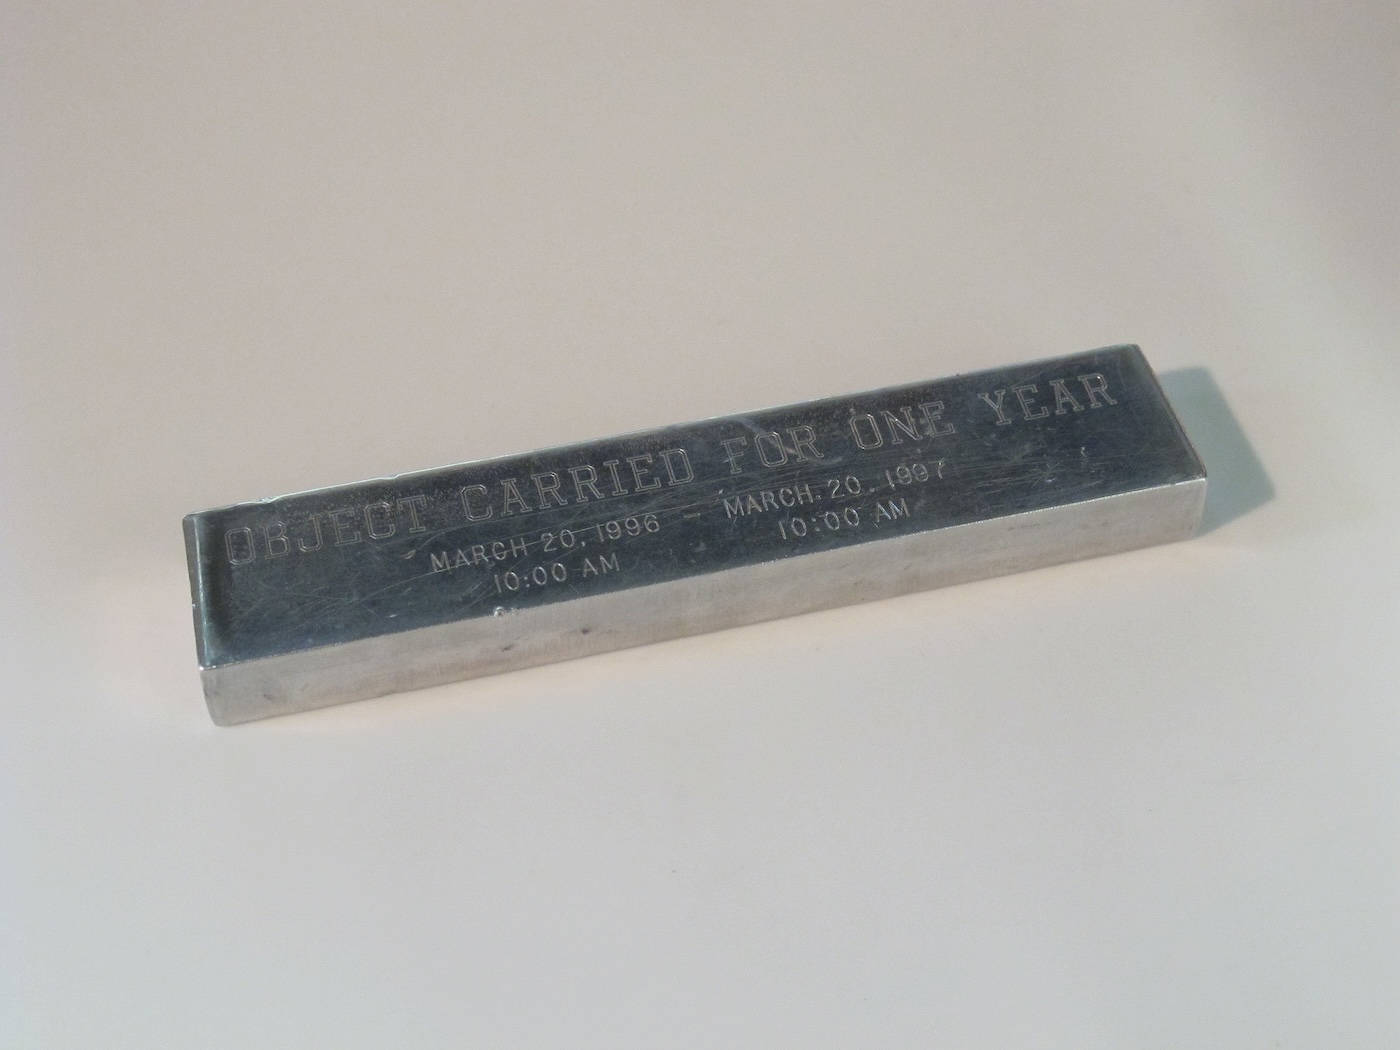 OBJECT CARRIED FOR ONE YEAR
MARCH 20, 1996 — MARCH. 20. 1997
10:00 AM 10:00 AM